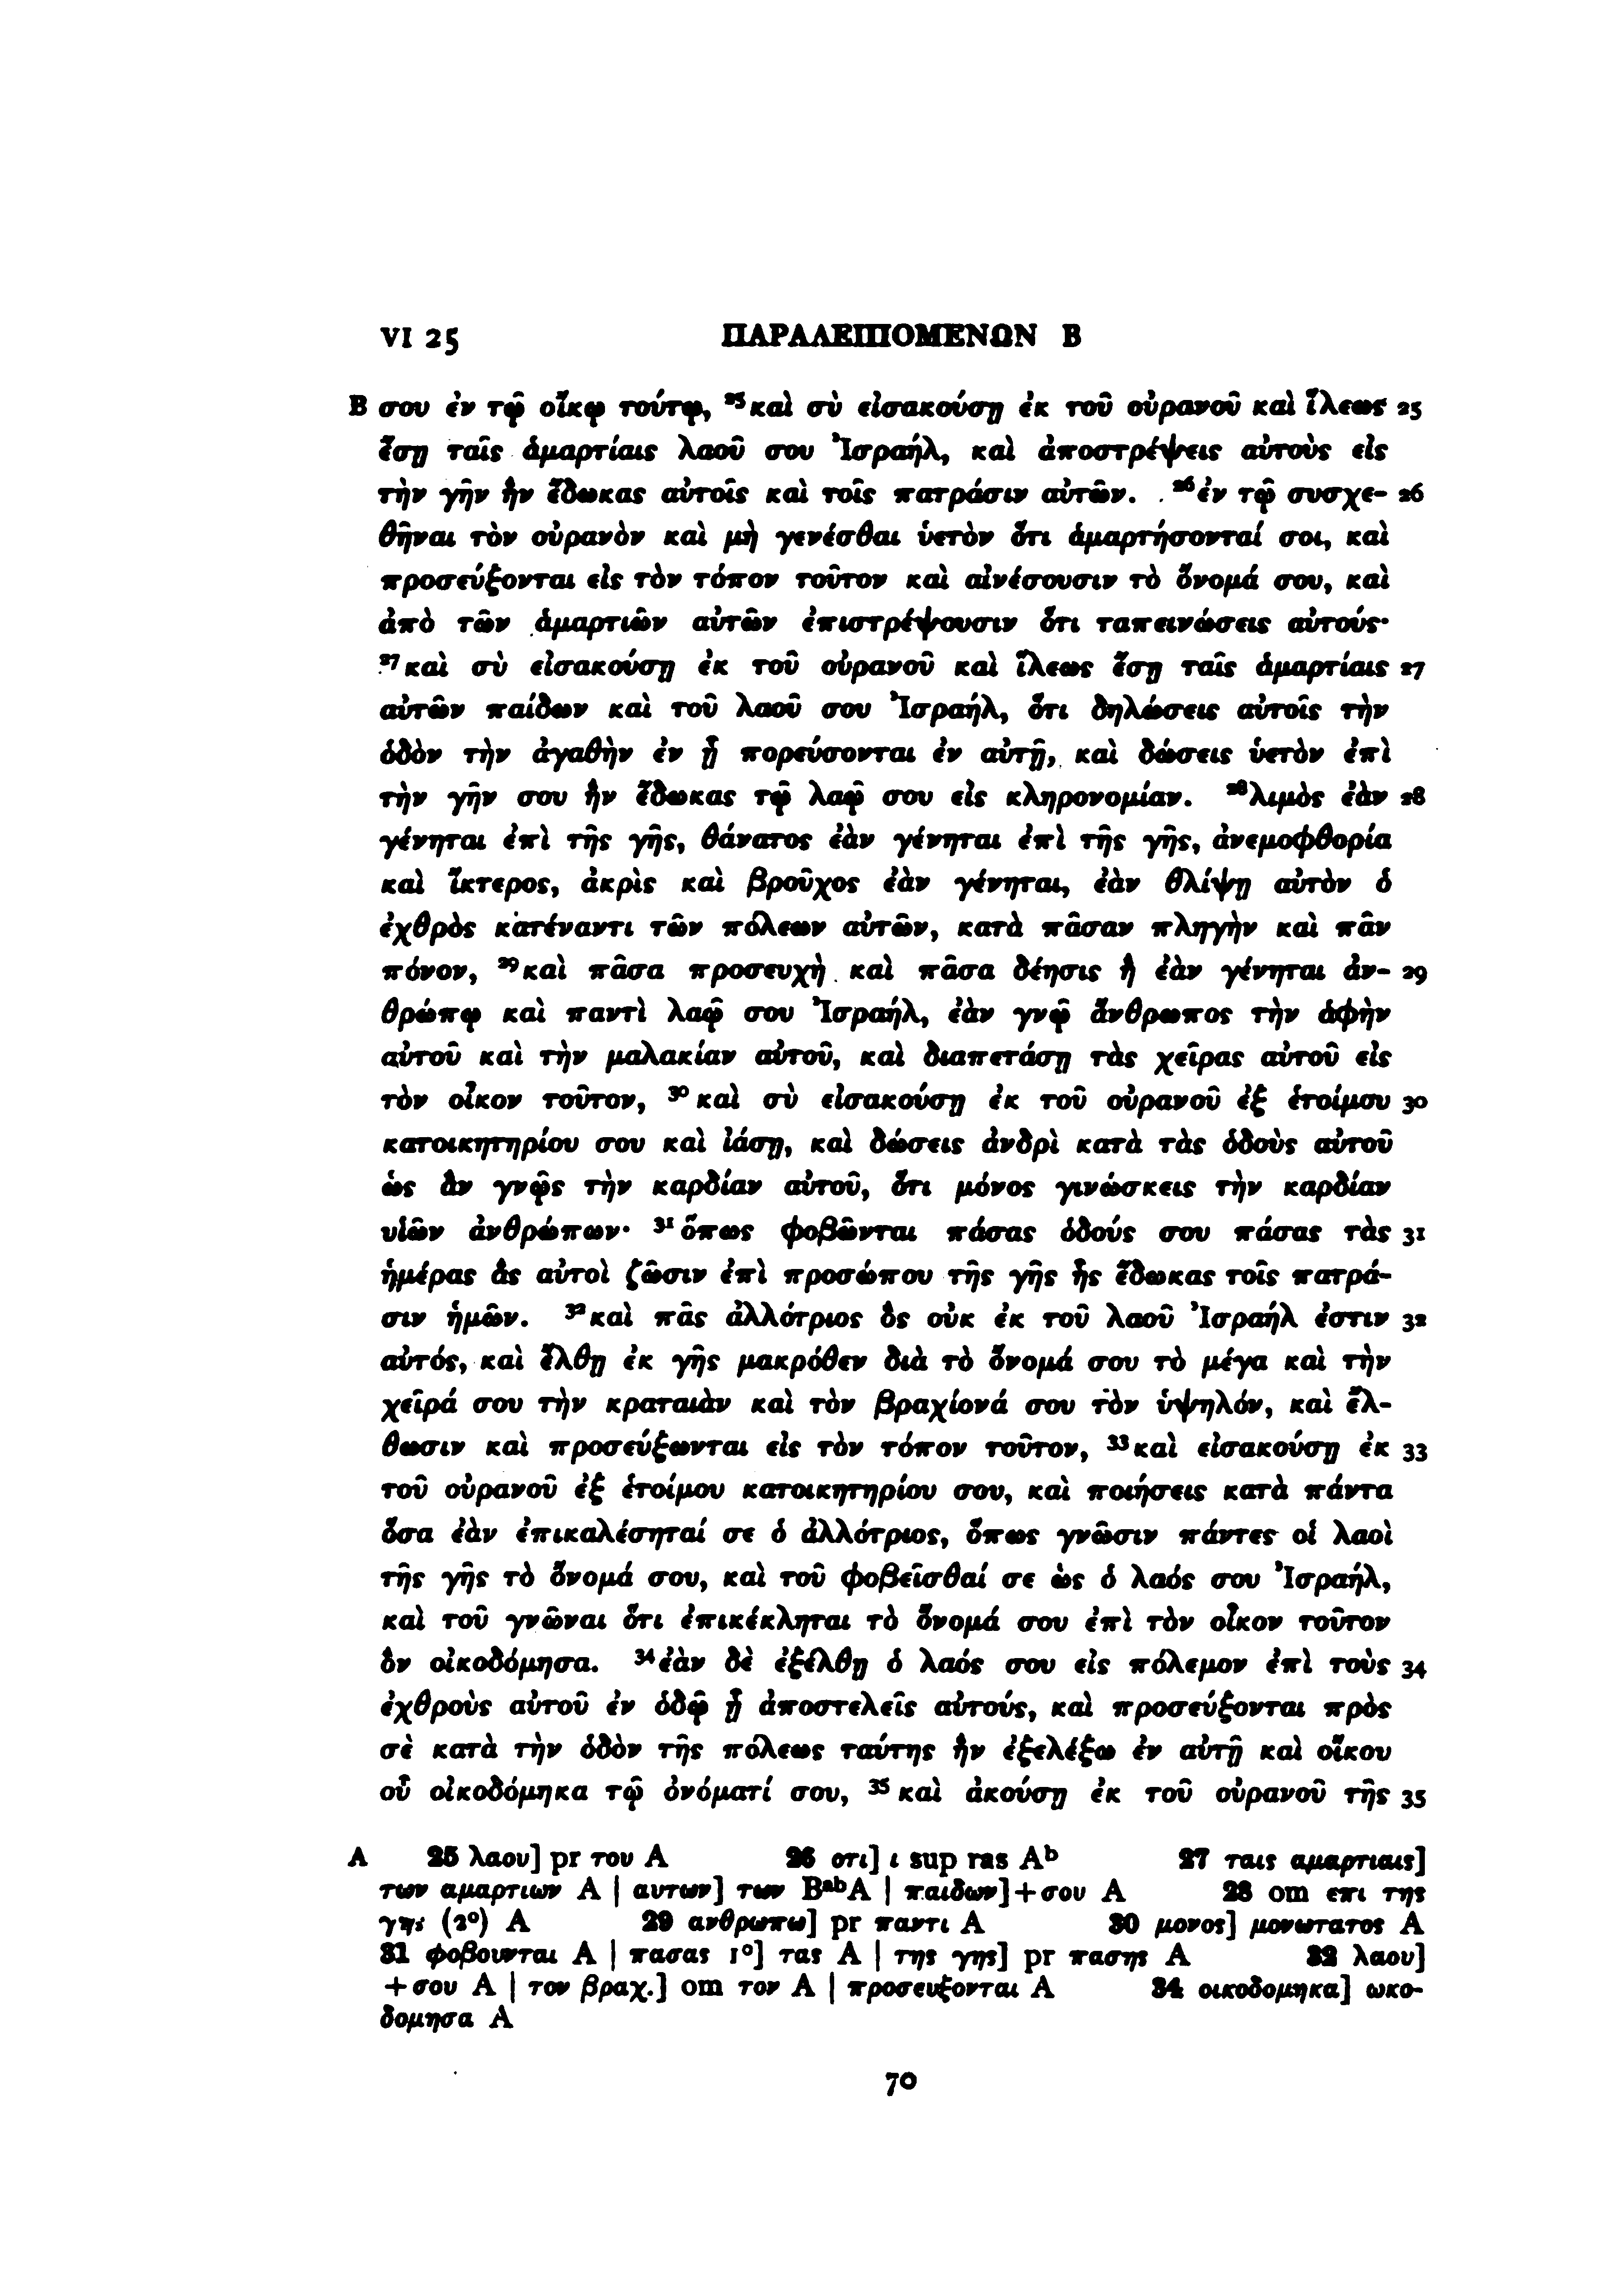 VI 25 ΠΑΡΑΛΕΙΠΟΜΕΝΩΝ Β
B σου ἐν τῷ οἴκῳ τούτῳ, ²⁵καὶ σὺ εἰσακούσῃ ἐκ τοῦ οὐρανοῦ καὶ ἵλεως 25
ἔσῃ ταῖς ἁμαρτίαις λαοῦ σου Ἰσραήλ, καὶ ἀποστρέψεις αὐτοὺς εἰς
τὴν γῆν ἣν ἔδωκας αὐτοῖς καὶ τοῖς πατράσιν αὐτῶν. ²⁶ἐν τῷ συσχε- 26
θῆναι τὸν οὐρανὸν καὶ μὴ γενέσθαι ὑετὸν ὅτι ἁμαρτήσονταί σοι, καὶ
προσεύξονται εἰς τὸν τόπον τοῦτον καὶ αἰνέσουσιν τὸ ὄνομά σου, καὶ
ἀπὸ τῶν ἁμαρτιῶν αὐτῶν ἐπιστρέψουσιν ὅτι ταπεινώσεις αὐτούς·
²⁷καὶ σὺ εἰσακούσῃ ἐκ τοῦ οὐρανοῦ καὶ ἵλεως ἔσῃ ταῖς ἁμαρτίαις 27
αὐτῶν παίδων καὶ τοῦ λαοῦ σου Ἰσραήλ, ὅτι δηλώσεις αὐτοῖς τὴν
ὁδὸν τὴν ἀγαθὴν ἐν ᾗ πορεύσονται ἐν αὐτῇ, καὶ δώσεις ὑετὸν ἐπὶ
τὴν γῆν σου ἣν ἔδωκας τῷ λαῷ σου εἰς κληρονομίαν. ²⁸λιμὸς ἐὰν 28
γένηται ἐπὶ τῆς γῆς, θάνατος ἐὰν γένηται ἐπὶ τῆς γῆς, ἀνεμοφθορία
καὶ ἴκτερος, ἀκρὶς καὶ βροῦχος ἐὰν γένηται, ἐὰν θλίψῃ αὐτὸν ὁ
ἐχθρὸς κατέναντι τῶν πόλεων αὐτῶν, κατὰ πᾶσαν πληγὴν καὶ πᾶν
πόνον, ²⁹καὶ πᾶσα προσευχὴ καὶ πᾶσα δέησις ἣ ἐὰν γένηται ἀν- 29
θρώπῳ καὶ παντὶ λαῷ σου Ἰσραήλ, ἐὰν γνῷ ἄνθρωπος τὴν ἁφὴν
αὐτοῦ καὶ τὴν μαλακίαν αὐτοῦ, καὶ διαπετάσῃ τὰς χεῖρας αὐτοῦ εἰς
τὸν οἶκον τοῦτον, ³⁰καὶ σὺ εἰσακούσῃ ἐκ τοῦ οὐρανοῦ ἐξ ἑτοίμου 30
κατοικητηρίου σου καὶ ἰάσῃ, καὶ δώσεις ἀνδρὶ κατὰ τὰς ὁδοὺς αὐτοῦ
ὡς ἂν γνῷς τὴν καρδίαν αὐτοῦ, ὅτι μόνος γινώσκεις τὴν καρδίαν
υἱῶν ἀνθρώπων· ³¹ὅπως φοβῶνται πάσας ὁδούς σου πάσας τὰς 31
ἡμέρας ἃς αὐτοὶ ζῶσιν ἐπὶ προσώπου τῆς γῆς ἧς ἔδωκας τοῖς πατρά-
σιν ἡμῶν. ³²καὶ πᾶς ἀλλότριος ὃς οὐκ ἐκ τοῦ λαοῦ Ἰσραήλ ἐστιν 32
αὐτός, καὶ ἔλθῃ ἐκ γῆς μακρόθεν διὰ τὸ ὄνομά σου τὸ μέγα καὶ τὴν
χεῖρά σου τὴν κραταιὰν καὶ τὸν βραχίονά σου τὸν ὑψηλόν, καὶ ἔλ-
θωσιν καὶ προσεύξωνται εἰς τὸν τόπον τοῦτον, ³³καὶ εἰσακούσῃ ἐκ 33
τοῦ οὐρανοῦ ἐξ ἑτοίμου κατοικητηρίου σου, καὶ ποιήσεις κατὰ πάντα
ὅσα ἐὰν ἐπικαλέσηταί σε ὁ ἀλλότριος, ὅπως γνῶσιν πάντες οἱ λαοὶ
τῆς γῆς τὸ ὄνομά σου, καὶ τοῦ φοβεῖσθαί σε ὡς ὁ λαός σου Ἰσραήλ,
καὶ τοῦ γνῶναι ὅτι ἐπικέκληται τὸ ὄνομά σου ἐπὶ τὸν οἶκον τοῦτον
ὃν οἰκοδόμησα. ³⁴ἐὰν δὲ ἐξέλθῃ ὁ λαός σου εἰς πόλεμον ἐπὶ τοὺς 34
ἐχθροὺς αὐτοῦ ἐν ὁδῷ ᾗ ἀποστελεῖς αὐτούς, καὶ προσεύξονται πρὸς
σὲ κατὰ τὴν ὁδὸν τῆς πόλεως ταύτης ἣν ἐξελέξω ἐν αὐτῇ καὶ οἴκου
οὗ οἰκοδόμηκα τῷ ὀνόματί σου, ³⁵καὶ ἀκούσῃ ἐκ τοῦ οὐρανοῦ τῆς 35
A 25 λαου] pr του A 26 οτι] ι sup ras Aᵇ 27 ταις αμαρτιαις]
των αμαρτιων A | αυτων] των BᵃᵇA | παιδων]+σου A 28 om επι της
γης (2º) A 29 ανθρωπω] pr παντι A 30 μονος] μονωτατος A
31 φοβουνται A | πασας 1º] τας A | της γης] pr πασης A 32 λαου]
+σου A | τον βραχ.] om τον A | προσευξονται A 34 οικοδομηκα] ωκο-
δομησα A
70